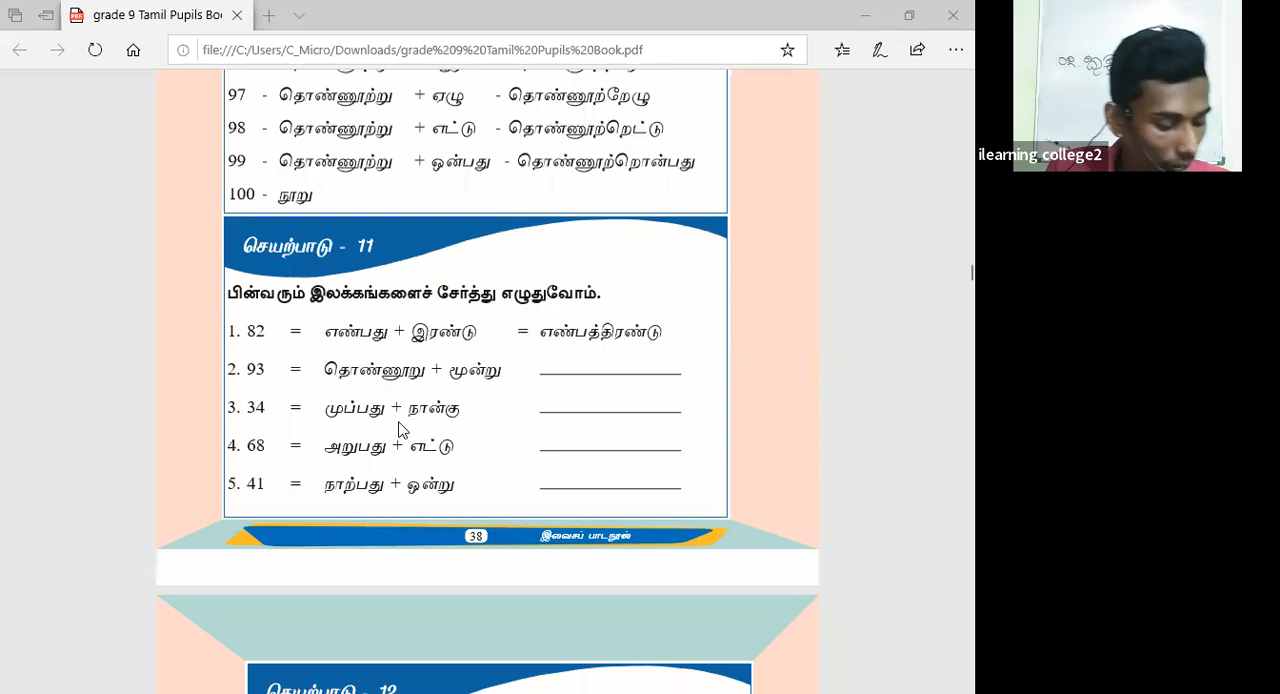 grade 9 Tamil Pupils Bo
file:///C:/Users/C_Micro/Downloads/grade%209%20Tamil%20Pupils%20Book.pdf
97 - தொண்ணூற்று + ஏழு - தொண்ணூற்றேழு
98 - தொண்ணூற்று + எட்டு - தொண்ணூற்றெட்டு
99 - தொண்ணூற்று + ஒன்பது - தொண்ணூற்றொன்பது
100 - நூறு
செயற்பாடு - 11
பின்வரும் இலக்கங்களைச் சேர்த்து எழுதுவோம்.
1. 82 = எண்பது + இரண்டு = எண்பத்திரண்டு
2. 93 = தொண்ணூறு + மூன்று
3. 34 = முப்பது + நான்கு
4. 68 = அறுபது + எட்டு
5. 41 = நாற்பது + ஒன்று
38 இலவசப் பாடநூல்
செயற்பாடு - 12
ilearning college2